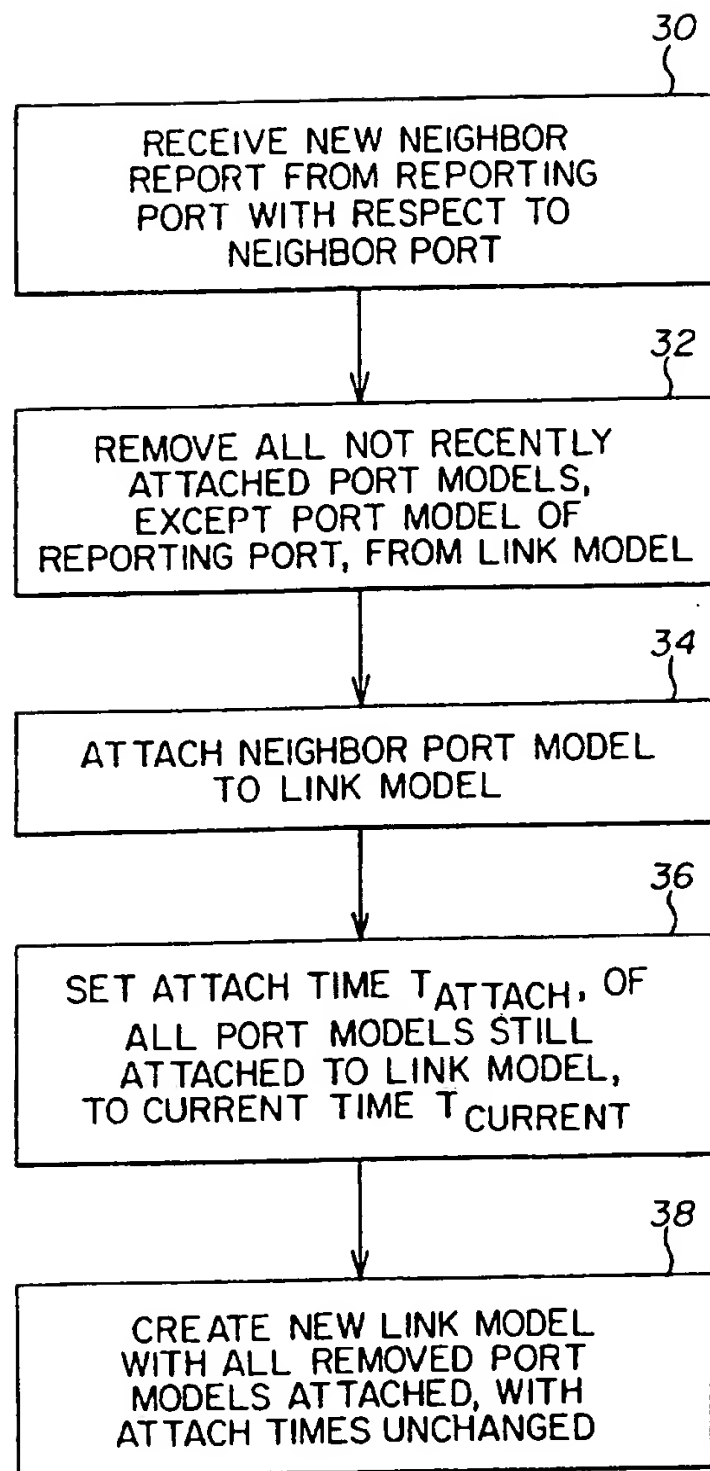 30
RECEIVE NEW NEIGHBOR
REPORT FROM REPORTING
PORT WITH RESPECT TO
NEIGHBOR PORT
32
REMOVE ALL NOT RECENTLY
ATTACHED PORT MODELS,
EXCEPT PORT MODEL OF
REPORTING PORT, FROM LINK MODEL
34
ATTACH NEIGHBOR PORT MODEL
TO LINK MODEL
36
SET ATTACH TIME TATTACH, OF
ALL PORT MODELS STILL
ATTACHED TO LINK MODEL,
TO CURRENT TIME TCURRENT
38
CREATE NEW LINK MODEL
WITH ALL REMOVED PORT
MODELS ATTACHED, WITH
ATTACH TIMES UNCHANGED